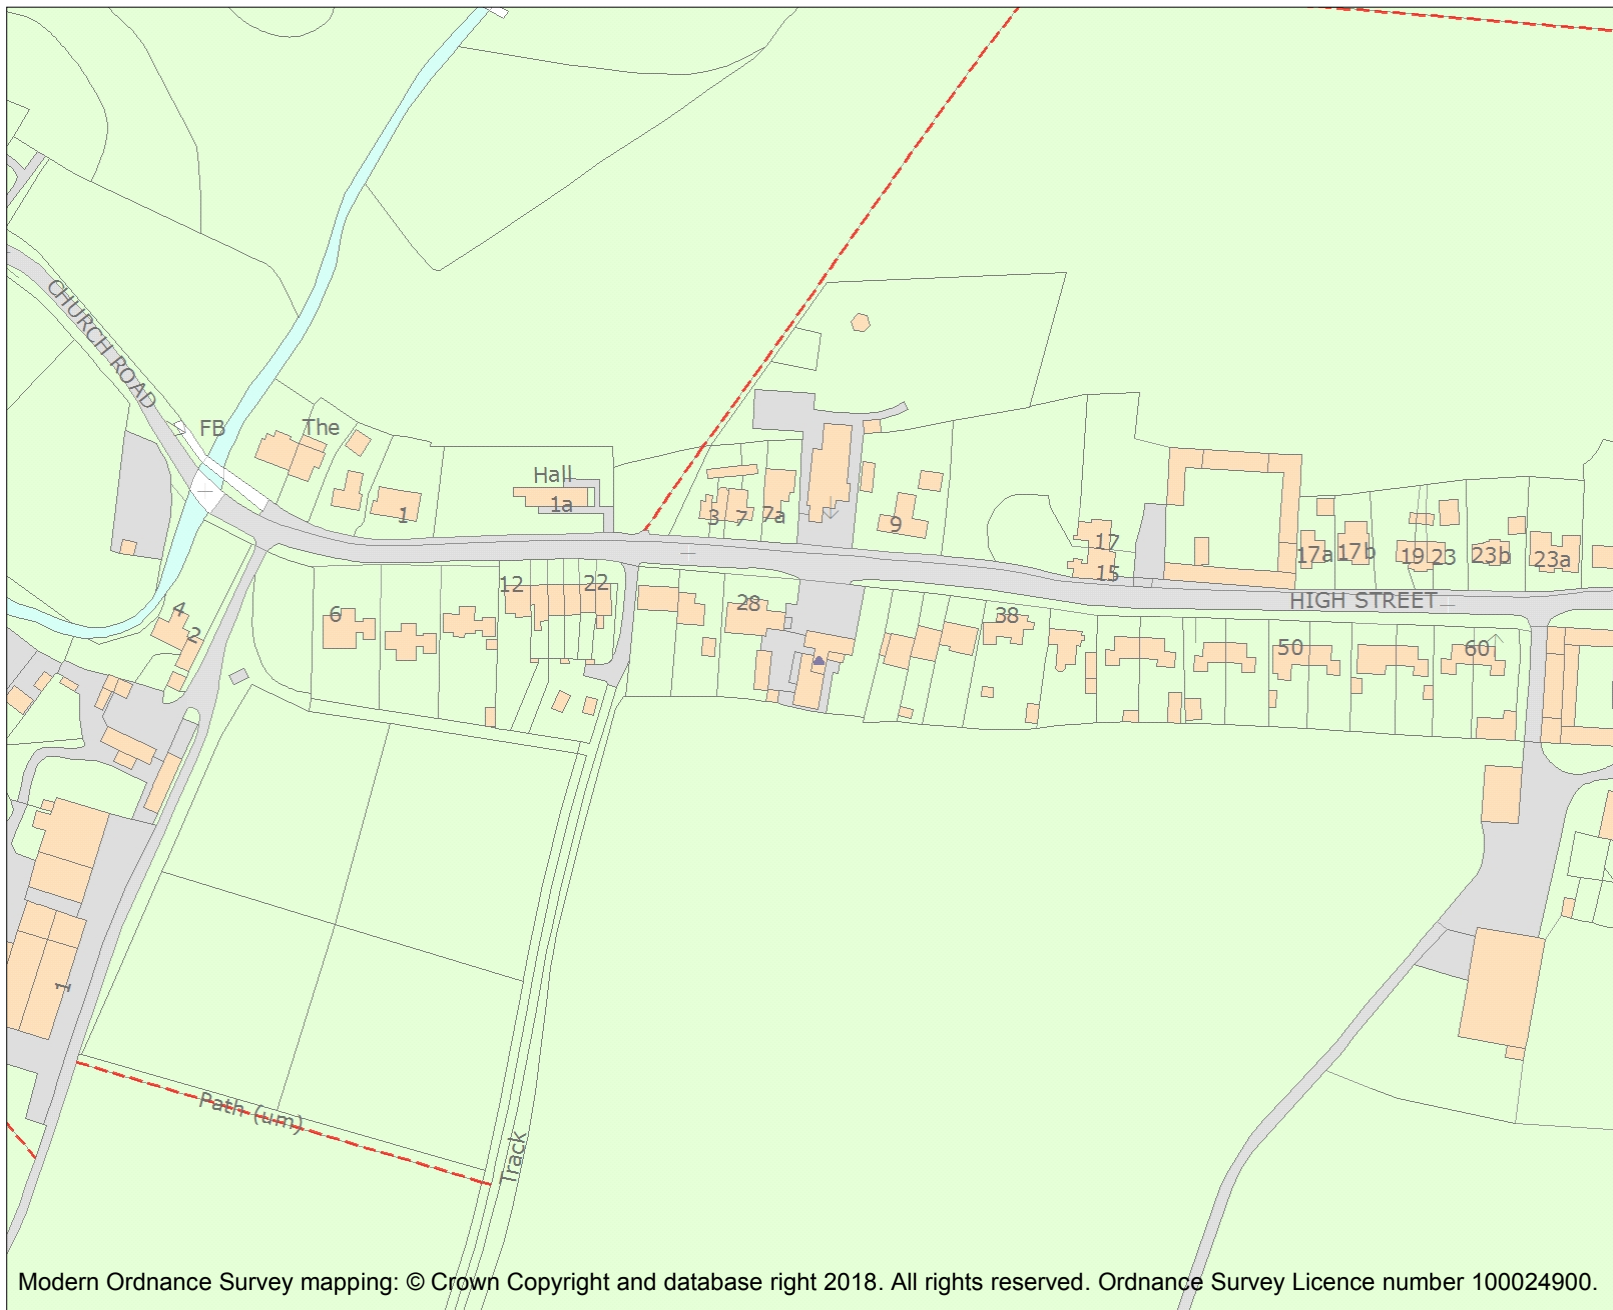 CHURCH ROAD
FB
The
Hall
1a
1
3
7
7a
9
17
15
17a
17b
19
23
23b
23a
HIGH STREET
4
2
6
12
22
28
38
50
60
1
Path (um)
Track
Modern Ordnance Survey mapping: © Crown Copyright and database right 2018. All rights reserved. Ordnance Survey Licence number 100024900.